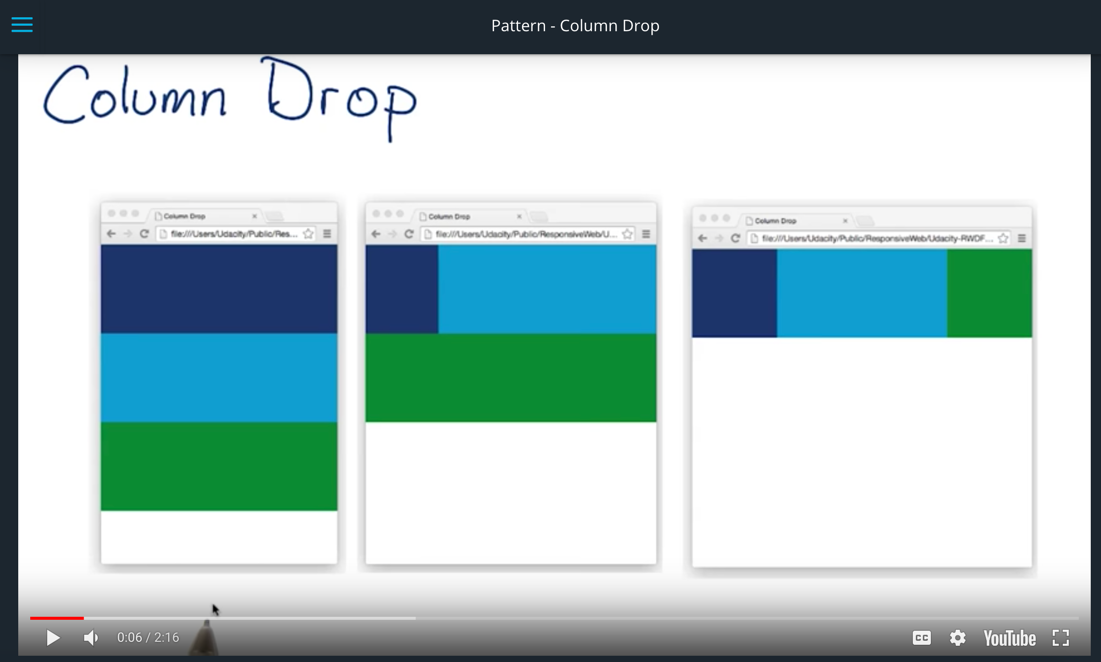 Pattern - Column Drop
Column Drop
Column Drop
file:///Users/Udacity/Public/Res...
Column Drop
file:///Users/Udacity/Public/ResponsiveWeb/U...
Column Drop
file:///Users/Udacity/Public/ResponsiveWeb/Udacity-RWDF...
0:06 / 2:16
CC
YouTube